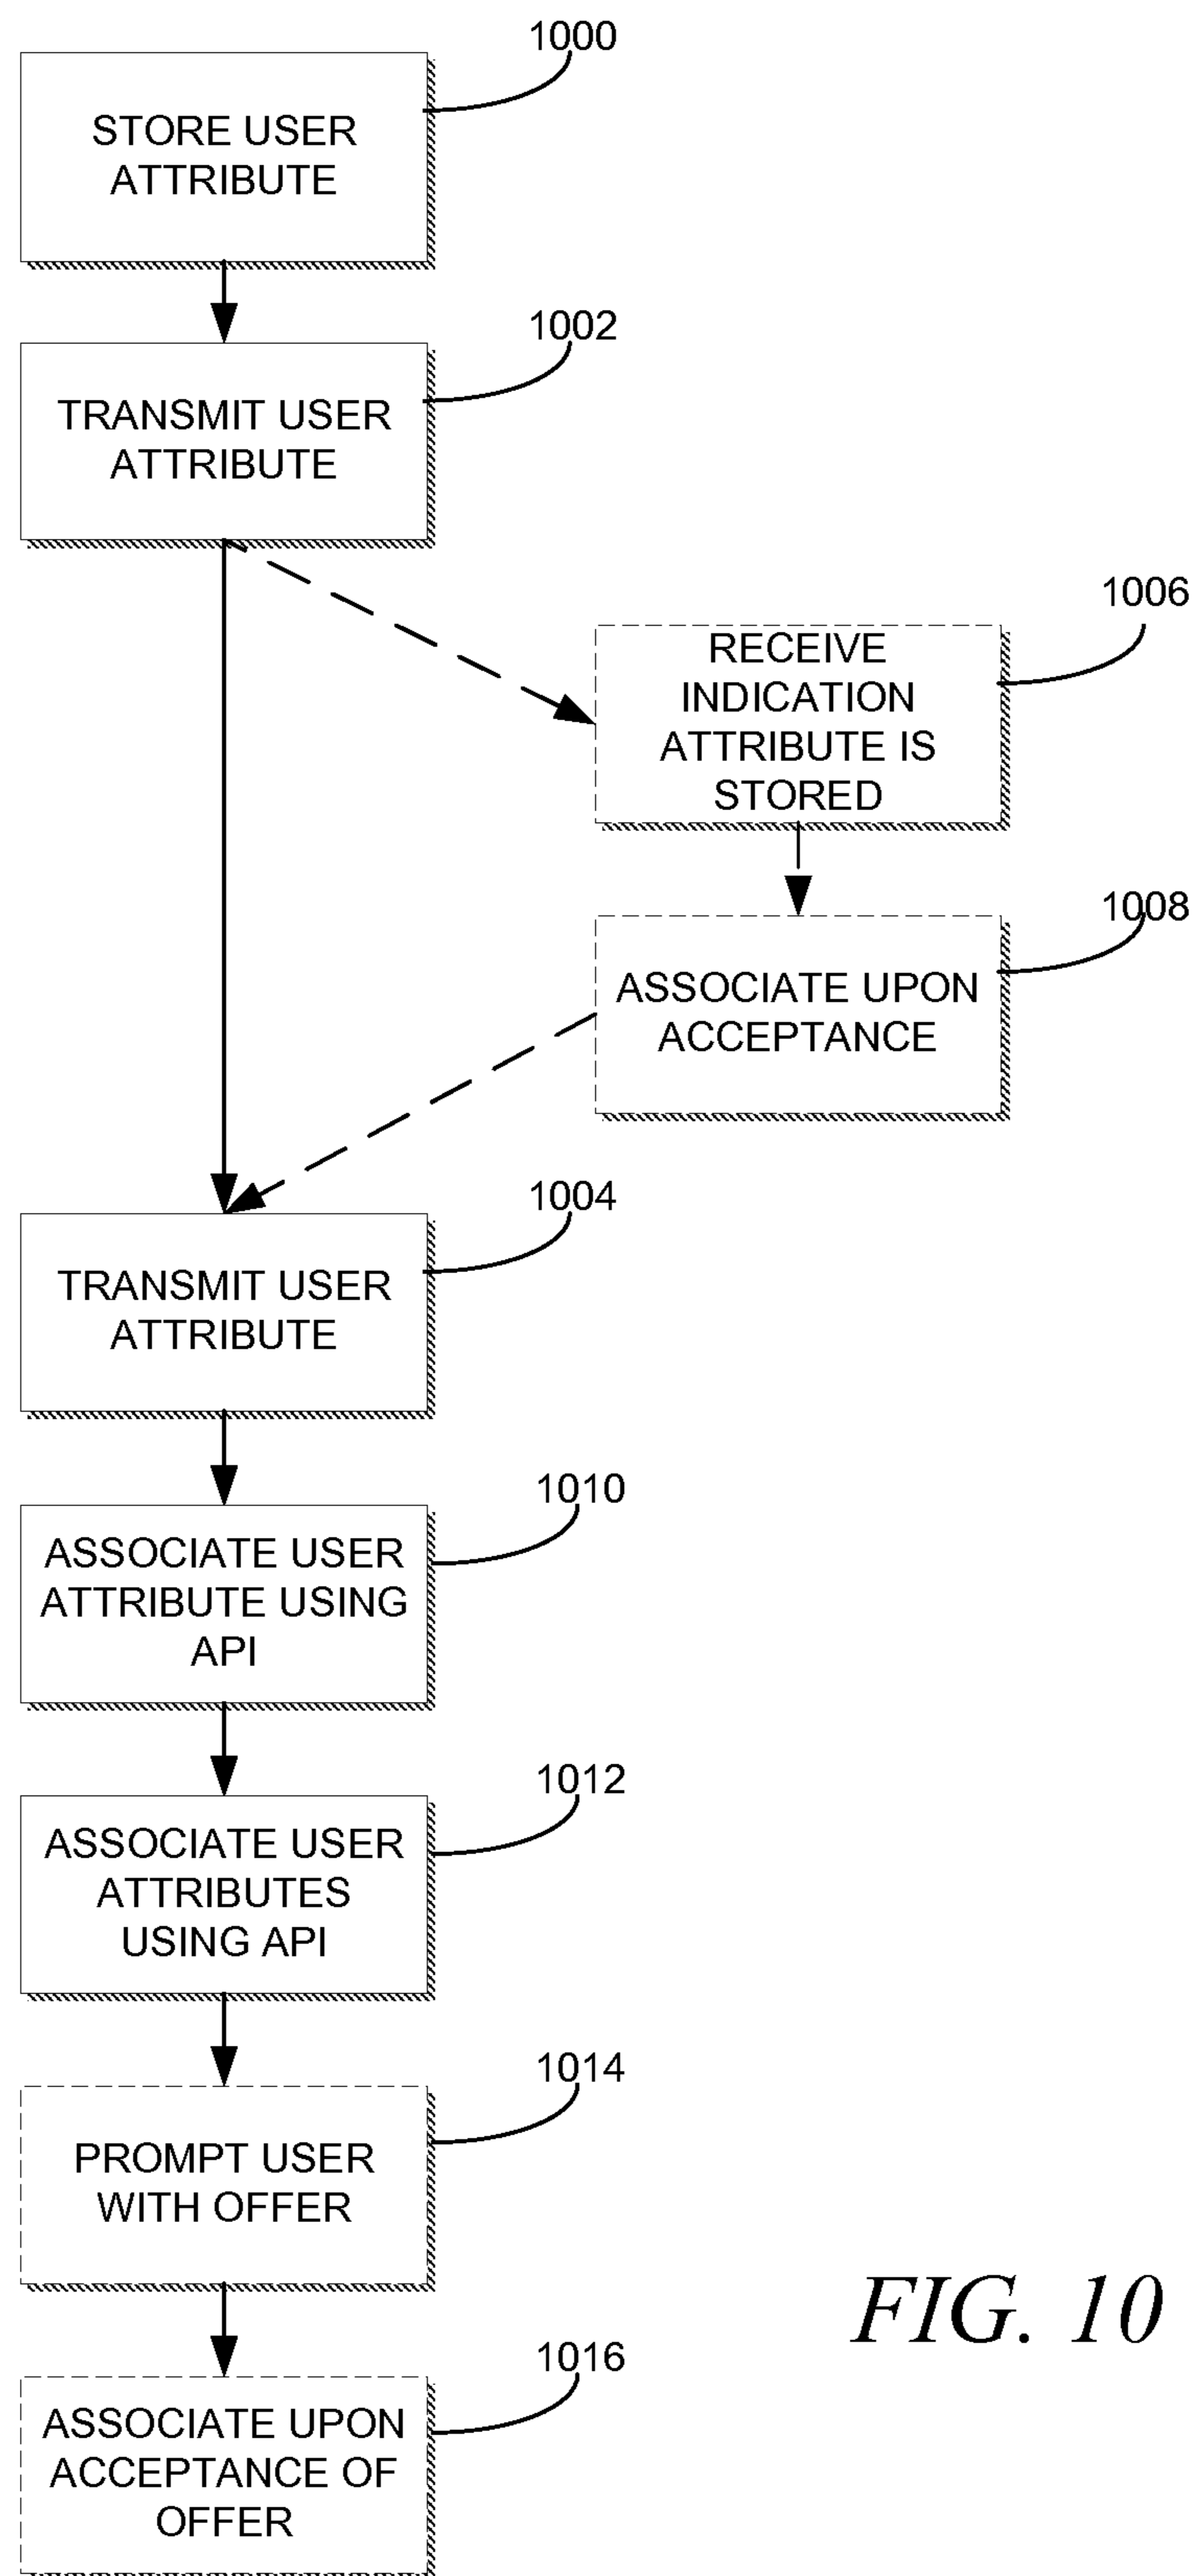 1000
STORE USER
ATTRIBUTE
1002
TRANSMIT USER
ATTRIBUTE
1006
RECEIVE
INDICATION
ATTRIBUTE IS
STORED
1008
ASSOCIATE UPON
ACCEPTANCE
1004
TRANSMIT USER
ATTRIBUTE
1010
ASSOCIATE USER
ATTRIBUTE USING
API
1012
ASSOCIATE USER
ATTRIBUTES
USING API
1014
PROMPT USER
WITH OFFER
1016
ASSOCIATE UPON
ACCEPTANCE OF
OFFER
FIG. 10